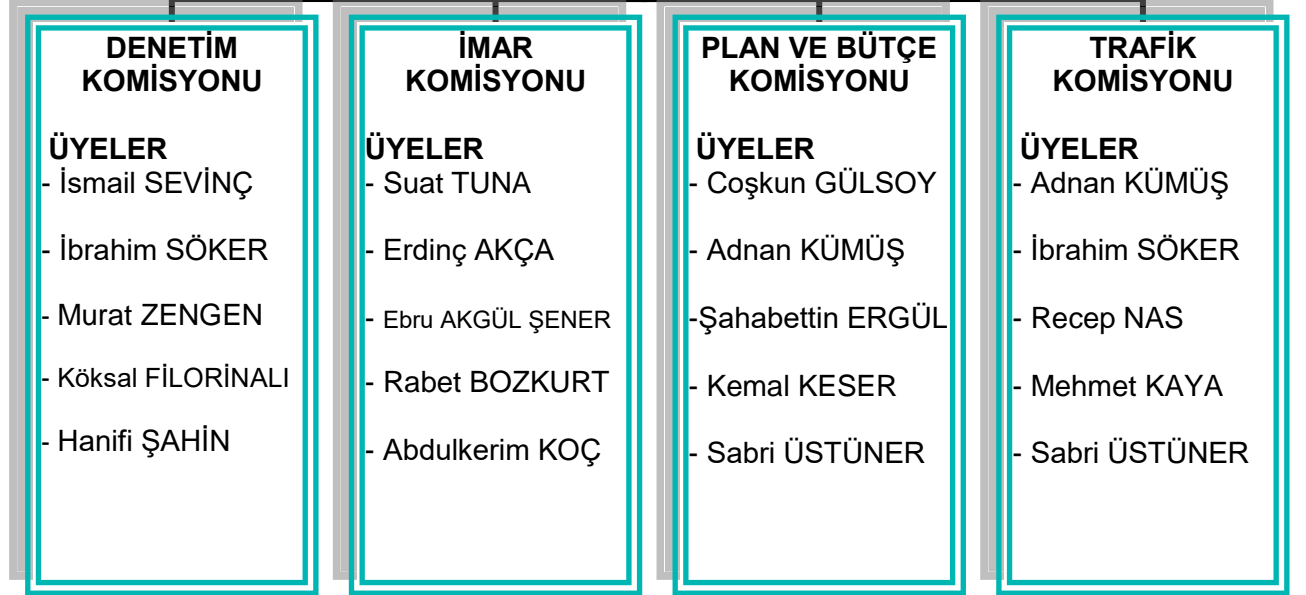 DENETİM
KOMİSYONU
ÜYELER
- İsmail SEVİNÇ
- İbrahim SÖKER
- Murat ZENGEN
- Köksal FİLORİNALI
- Hanifi ŞAHİN
İMAR
KOMİSYONU
ÜYELER
- Suat TUNA
- Erdinç AKÇA
- Ebru AKGÜL ŞENER
- Rabet BOZKURT
- Abdulkerim KOÇ
PLAN VE BÜTÇE
KOMİSYONU
ÜYELER
- Coşkun GÜLSOY
- Adnan KÜMÜŞ
-Şahabettin ERGÜL
- Kemal KESER
- Sabri ÜSTÜNER
TRAFİK
KOMİSYONU
ÜYELER
- Adnan KÜMÜŞ
- İbrahim SÖKER
- Recep NAS
- Mehmet KAYA
- Sabri ÜSTÜNER